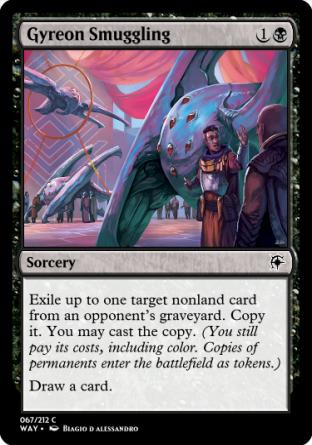 Gyreon Smuggling 1
Sorcery
Exile up to one target nonland card
from an opponent's graveyard. Copy
it. You may cast the copy. (You still
pay its costs, including color. Copies of
permanents enter the battlefield as tokens.)
Draw a card.
067/212 C
WAY • BIAGIO D ALESSANDRO